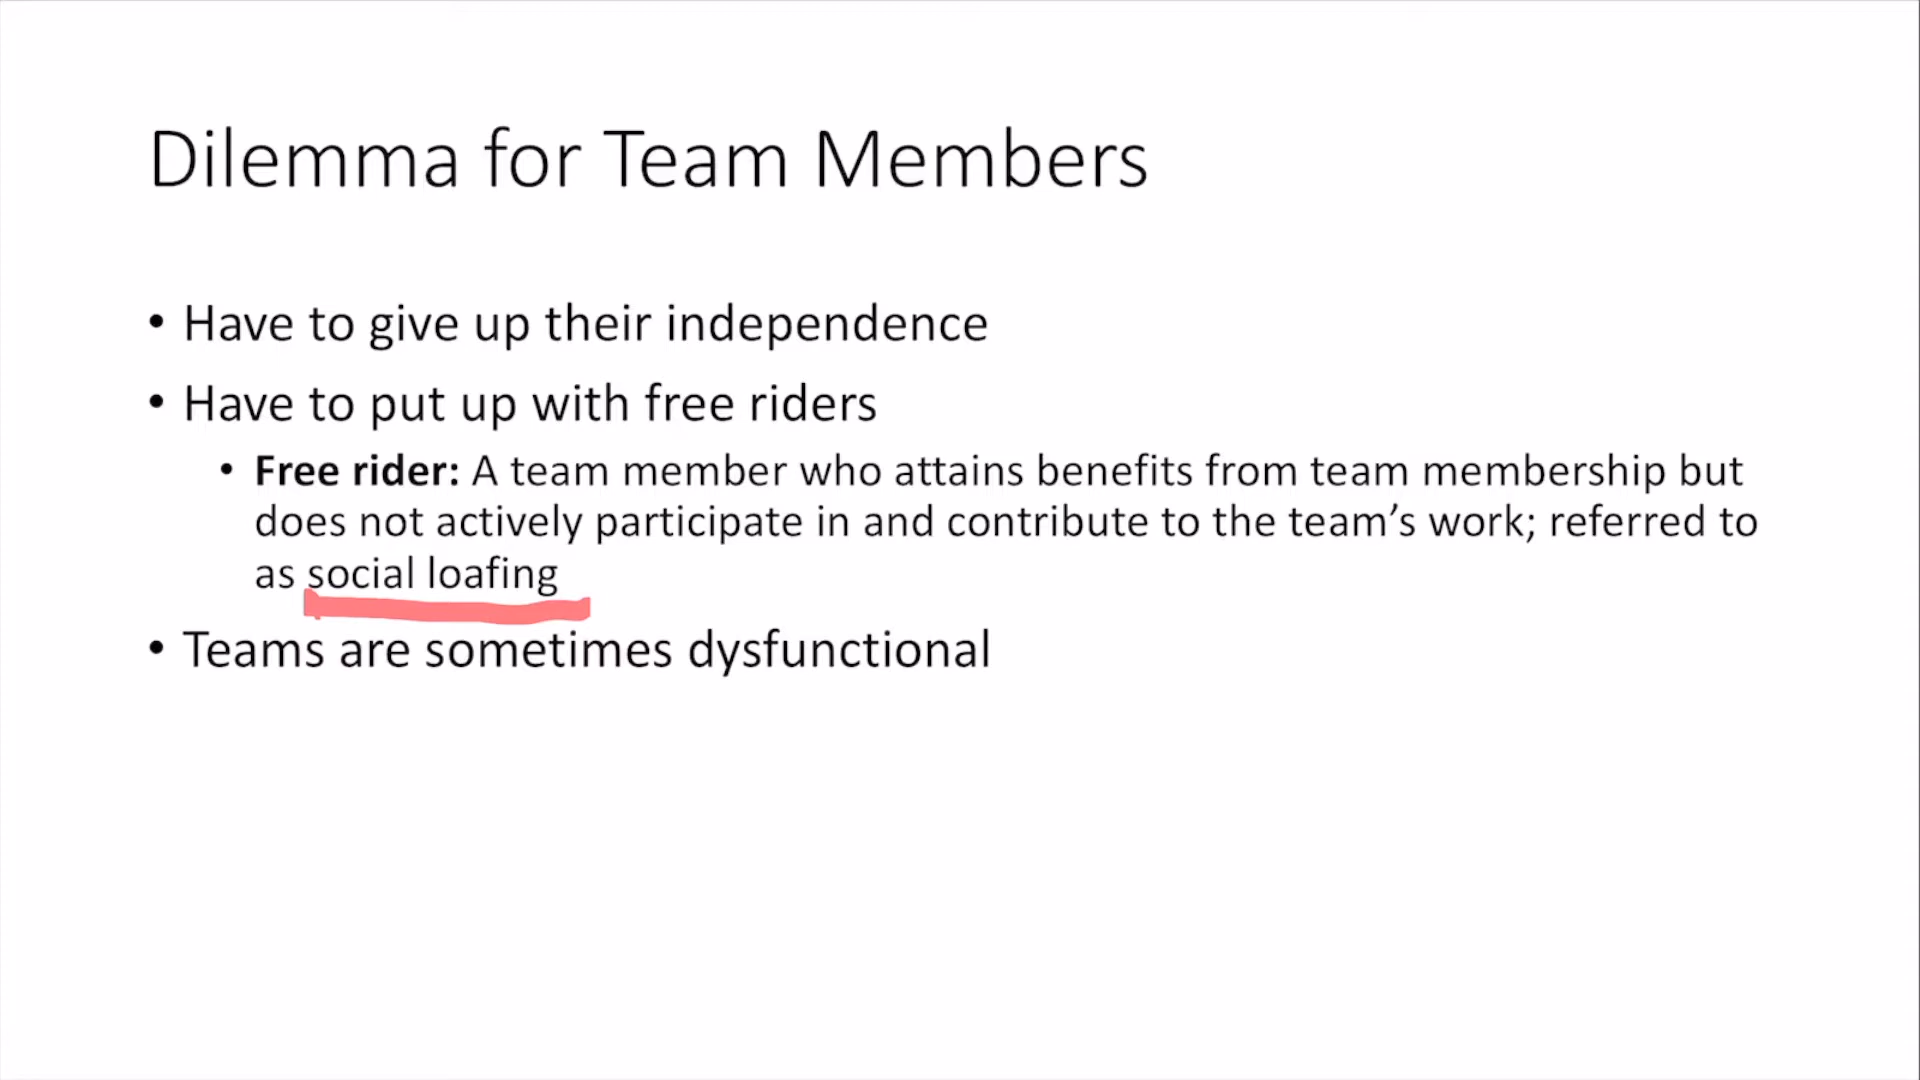 Dilemma for Team Members
• Have to give up their independence
• Have to put up with free riders
• Free rider: A team member who attains benefits from team membership but
does not actively participate in and contribute to the team’s work; referred to
as social loafing
• Teams are sometimes dysfunctional